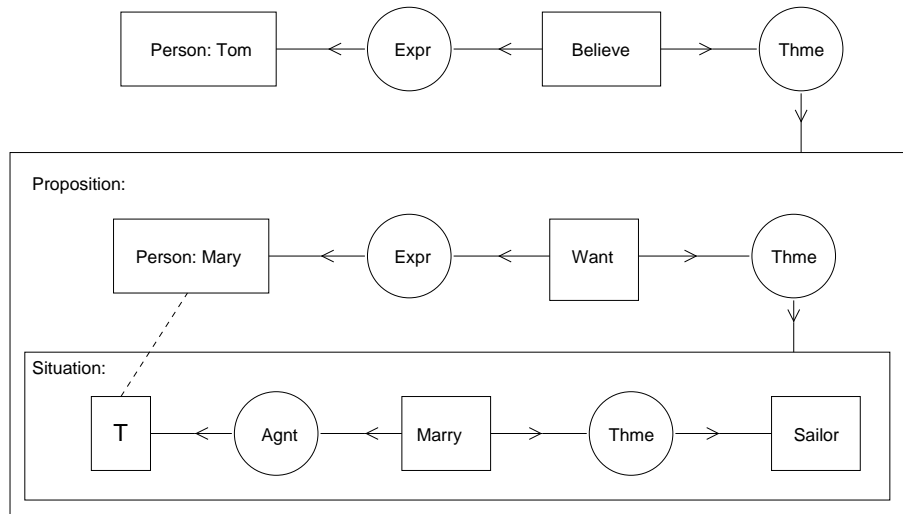 Person: Tom Expr Believe Thme
Proposition:
Person: Mary Expr Want Thme
Situation:
T Agnt Marry Thme Sailor